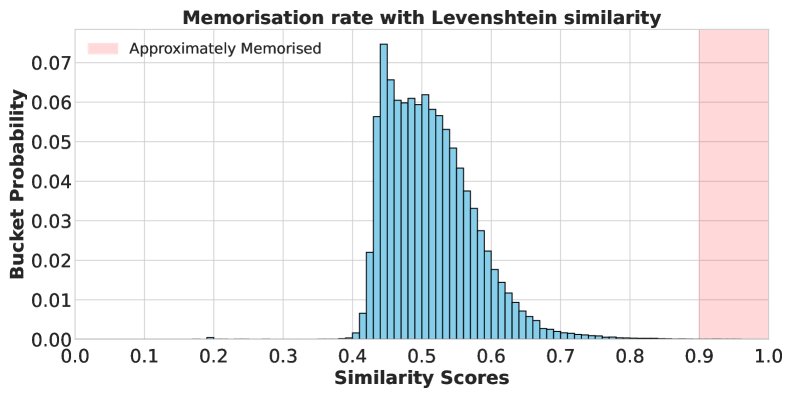 Memorisation rate with Levenshtein similarity
Approximately Memorised
Bucket Probability
0.07
0.06
0.05
0.04
0.03
0.02
0.01
0.00
0.0 0.1 0.2 0.3 0.4 0.5 0.6 0.7 0.8 0.9 1.0
Similarity Scores